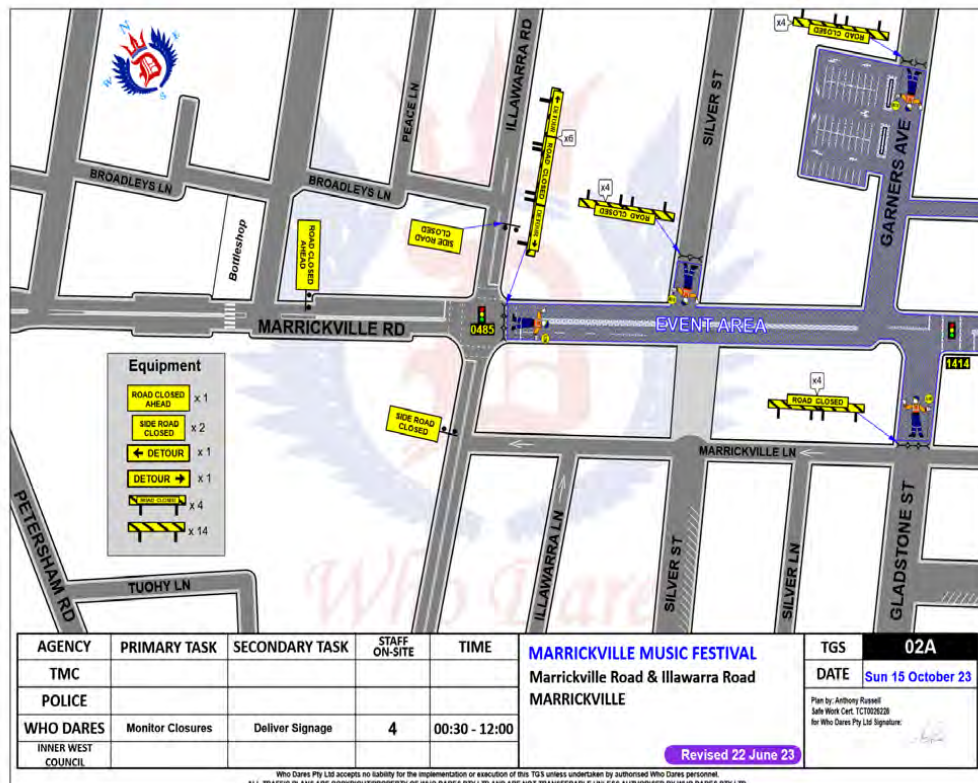 N
E
W
S
D
ILLAWARRA RD
PEACE LN
SILVER ST
x4
ROAD CLOSED
GARNERS AVE
BROADLEYS LN
BROADLEYS LN
Bottleshop
ROAD CLOSED
AHEAD
SIDE ROAD
CLOSED
← DETOUR
ROAD CLOSED
DETOUR →
x6
x4
ROAD CLOSED
MARRICKVILLE RD
0485
EVENT AREA
1414
x4
ROAD CLOSED
SIDE ROAD
CLOSED
MARRICKVILLE LN
PETERSHAM RD
TUOHY LN
ILLAWARRA LN
SILVER ST
SILVER LN
GLADSTONE ST
Who Dares
Equipment
ROAD CLOSED
AHEAD x 1
SIDE ROAD
CLOSED x 2
← DETOUR x 1
DETOUR → x 1
ROAD CLOSED x 4
x 14
AGENCY PRIMARY TASK SECONDARY TASK STAFF ON-SITE TIME
TMC
POLICE
WHO DARES Monitor Closures Deliver Signage 4 00:30 - 12:00
INNER WEST
COUNCIL
MARRICKVILLE MUSIC FESTIVAL
Marrickville Road & Illawarra Road
MARRICKVILLE
Revised 22 June 23
TGS 02A
DATE Sun 15 October 23
Plan by: Anthony Russell
Safe Work Cert. TCT0026226
for Who Dares Pty Ltd Signature:
Who Dares Pty Ltd accepts no liability for the implementation or execution of this TGS unless undertaken by authorised Who Dares personnel.